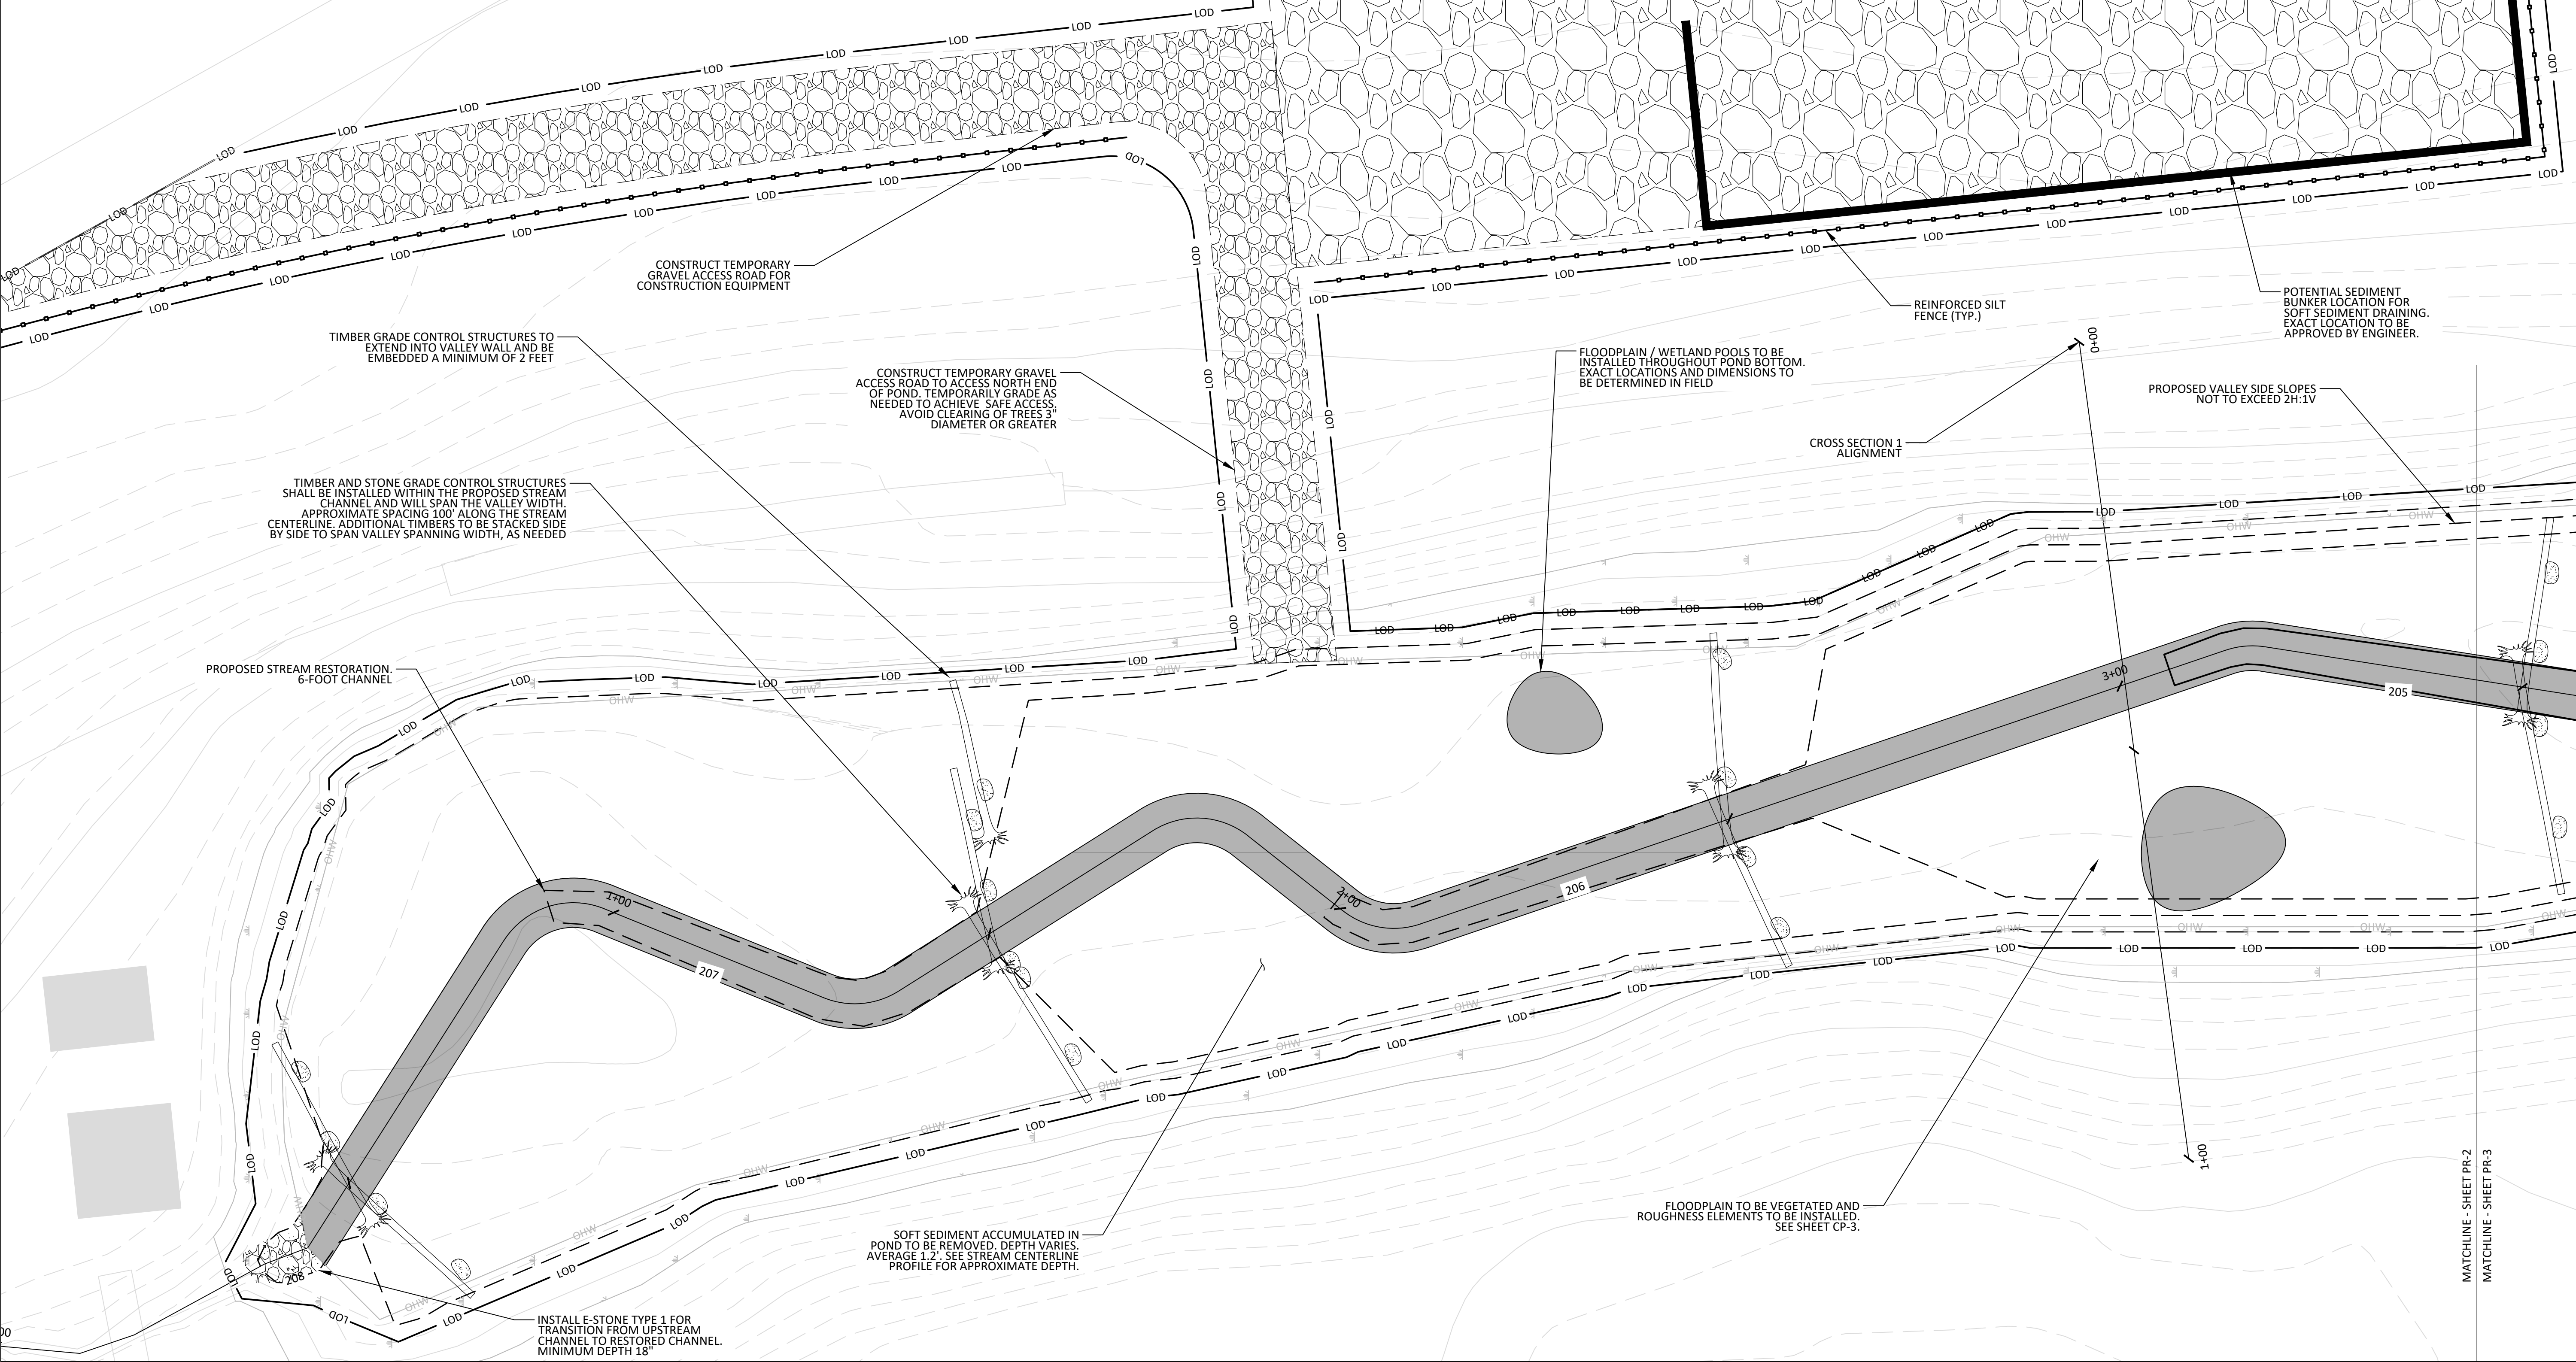 CONSTRUCT TEMPORARY
GRAVEL ACCESS ROAD FOR
CONSTRUCTION EQUIPMENT
TIMBER GRADE CONTROL STRUCTURES TO
EXTEND INTO VALLEY WALL AND BE
EMBEDDED A MINIMUM OF 2 FEET
CONSTRUCT TEMPORARY GRAVEL
ACCESS ROAD TO ACCESS NORTH END
OF POND. TEMPORARILY GRADE AS
NEEDED TO ACHIEVE  SAFE ACCESS.
AVOID CLEARING OF TREES 3"
DIAMETER OR GREATER
FLOODPLAIN / WETLAND POOLS TO BE
INSTALLED THROUGHOUT POND BOTTOM.
EXACT LOCATIONS AND DIMENSIONS TO
BE DETERMINED IN FIELD
REINFORCED SILT
FENCE (TYP.)
POTENTIAL SEDIMENT
BUNKER LOCATION FOR
SOFT SEDIMENT DRAINING.
EXACT LOCATION TO BE
APPROVED BY ENGINEER.
0+00
PROPOSED VALLEY SIDE SLOPES
NOT TO EXCEED 2H:1V
CROSS SECTION 1
ALIGNMENT
TIMBER AND STONE GRADE CONTROL STRUCTURES
SHALL BE INSTALLED WITHIN THE PROPOSED STREAM
CHANNEL AND WILL SPAN THE VALLEY WIDTH.
APPROXIMATE SPACING 100' ALONG THE STREAM
CENTERLINE. ADDITIONAL TIMBERS TO BE STACKED SIDE
BY SIDE TO SPAN VALLEY SPANNING WIDTH, AS NEEDED
PROPOSED STREAM RESTORATION.
6-FOOT CHANNEL
3+00
205
1+00
2+00
206
207
208
1+00
SOFT SEDIMENT ACCUMULATED IN
POND TO BE REMOVED. DEPTH VARIES.
AVERAGE 1.2'. SEE STREAM CENTERLINE
PROFILE FOR APPROXIMATE DEPTH.
FLOODPLAIN TO BE VEGETATED AND
ROUGHNESS ELEMENTS TO BE INSTALLED.
SEE SHEET CP-3.
INSTALL E-STONE TYPE 1 FOR
TRANSITION FROM UPSTREAM
CHANNEL TO RESTORED CHANNEL.
MINIMUM DEPTH 18"
MATCHLINE - SHEET PR-2
MATCHLINE - SHEET PR-3
LOD
OHW